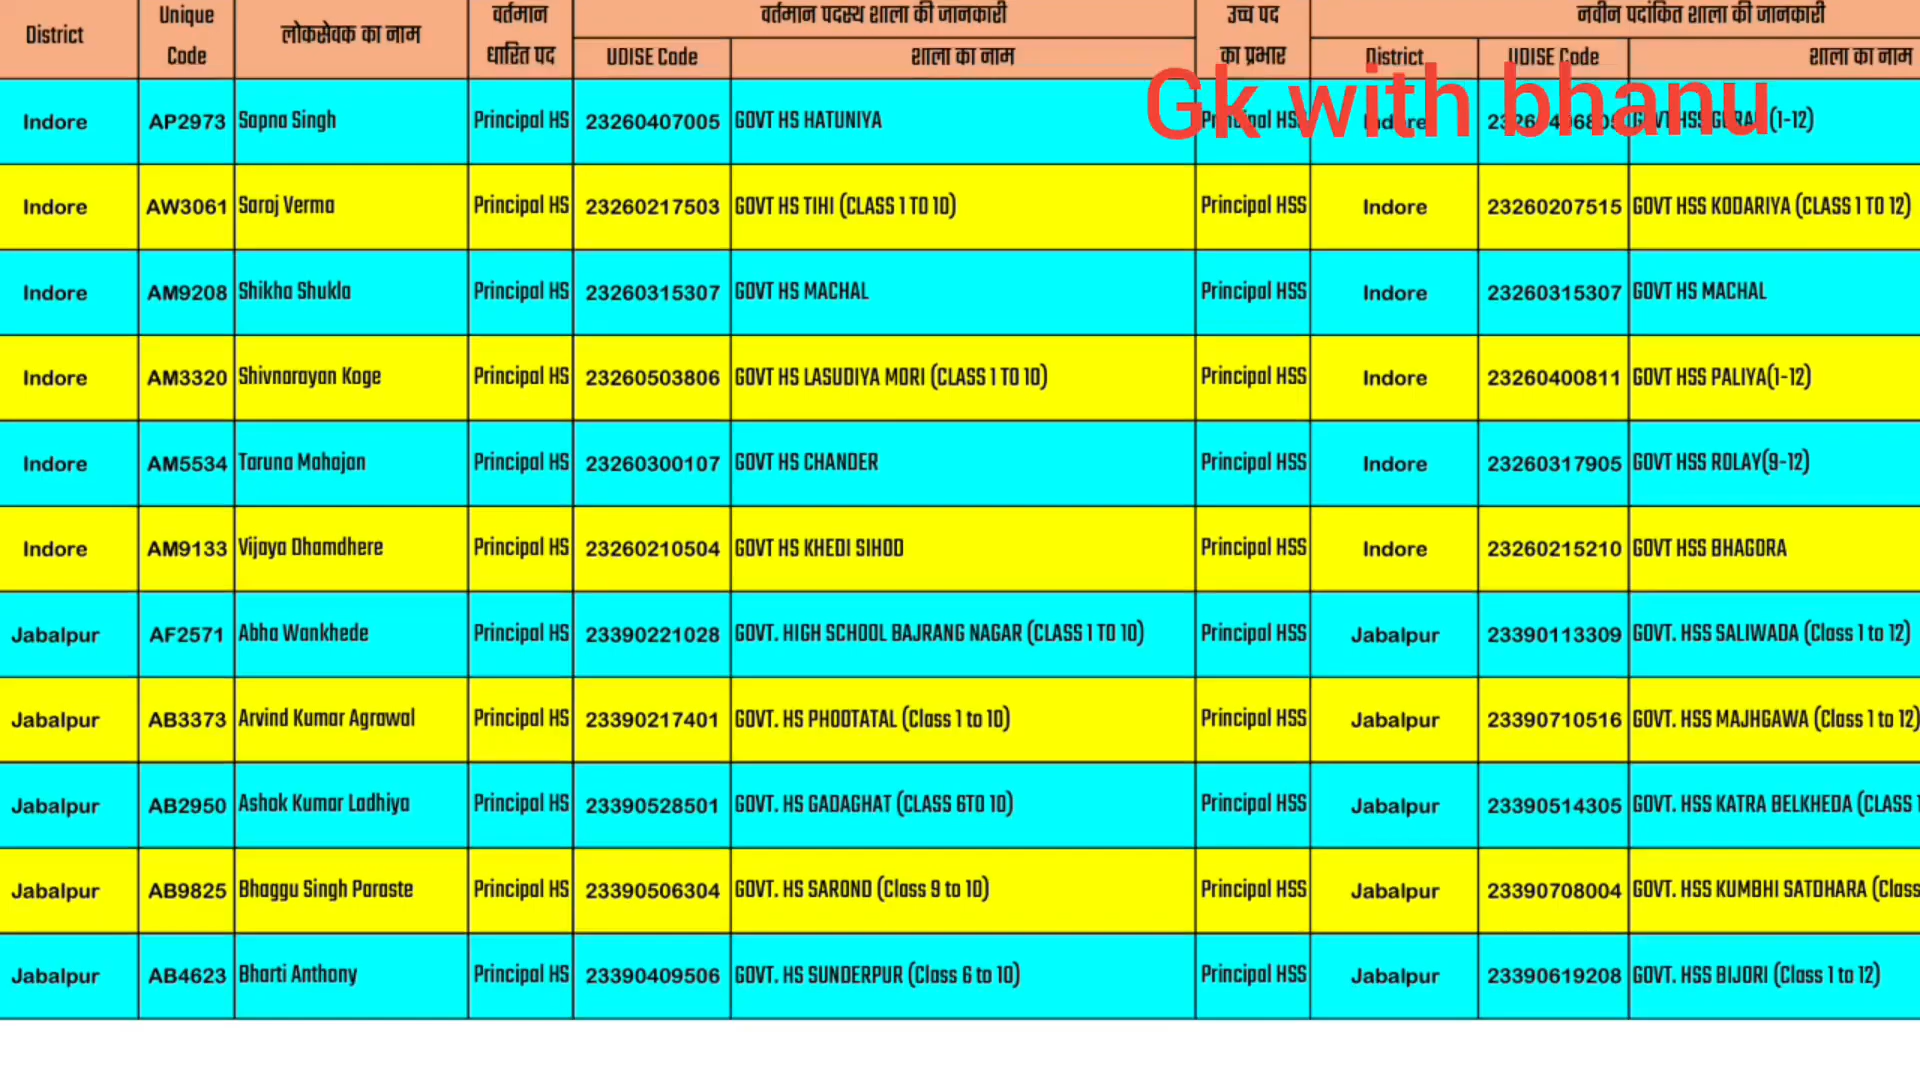 District Unique Code लोकसेवक का नाम वर्तमान धारित पद वर्तमान पदस्थ शाला की जानकारी उच्च पद का प्रभार नवीन पदांकित शाला की जानकारी
UDISE Code शाला का नाम District UDISE Code शाला का नाम
Gk with bhanu
Indore AP2973 Sapna Singh Principal HS 23260407005 GOVT HS HATUNIYA Principal HSS Indore (1-12)
Indore AW3061 Saroj Verma Principal HS 23260217503 GOVT HS TIHI (CLASS 1 TO 10) Principal HSS Indore 23260207515 GOVT HSS KODARIYA (CLASS 1 TO 12)
Indore AM9208 Shikha Shukla Principal HS 23260315307 GOVT HS MACHAL Principal HSS Indore 23260315307 GOVT HS MACHAL
Indore AM3320 Shivnarayan Koge Principal HS 23260503806 GOVT HS LASUDIYA MORI (CLASS 1 TO 10) Principal HSS Indore 23260400811 GOVT HSS PALIYA(1-12)
Indore AM5534 Taruna Mahajan Principal HS 23260300107 GOVT HS CHANDER Principal HSS Indore 23260317905 GOVT HSS ROLAY(9-12)
Indore AM9133 Vijaya Dhamdhere Principal HS 23260210504 GOVT HS KHEDI SIHOD Principal HSS Indore 23260215210 GOVT HSS BHAGORA
Jabalpur AF2571 Abha Wankhede Principal HS 23390221028 GOVT. HIGH SCHOOL BAJRANG NAGAR (CLASS 1 TO 10) Principal HSS Jabalpur 23390113309 GOVT. HSS SALIWADA (Class 1 to 12)
Jabalpur AB3373 Arvind Kumar Agrawal Principal HS 23390217401 GOVT. HS PHOOTATAL (Class 1 to 10) Principal HSS Jabalpur 23390710516 GOVT. HSS MAJHGAWA (Class 1 to 12)
Jabalpur AB2950 Ashok Kumar Ladhiya Principal HS 23390528501 GOVT. HS GADAGHAT (CLASS 6TO 10) Principal HSS Jabalpur 23390514305 GOVT. HSS KATRA BELKHEDA (CLASS 1
Jabalpur AB9825 Bhaggu Singh Paraste Principal HS 23390506304 GOVT. HS SAROND (Class 9 to 10) Principal HSS Jabalpur 23390708004 GOVT. HSS KUMBHI SATDHARA (Class
Jabalpur AB4623 Bharti Anthony Principal HS 23390409506 GOVT. HS SUNDERPUR (Class 6 to 10) Principal HSS Jabalpur 23390619208 GOVT. HSS BIJORI (Class 1 to 12)